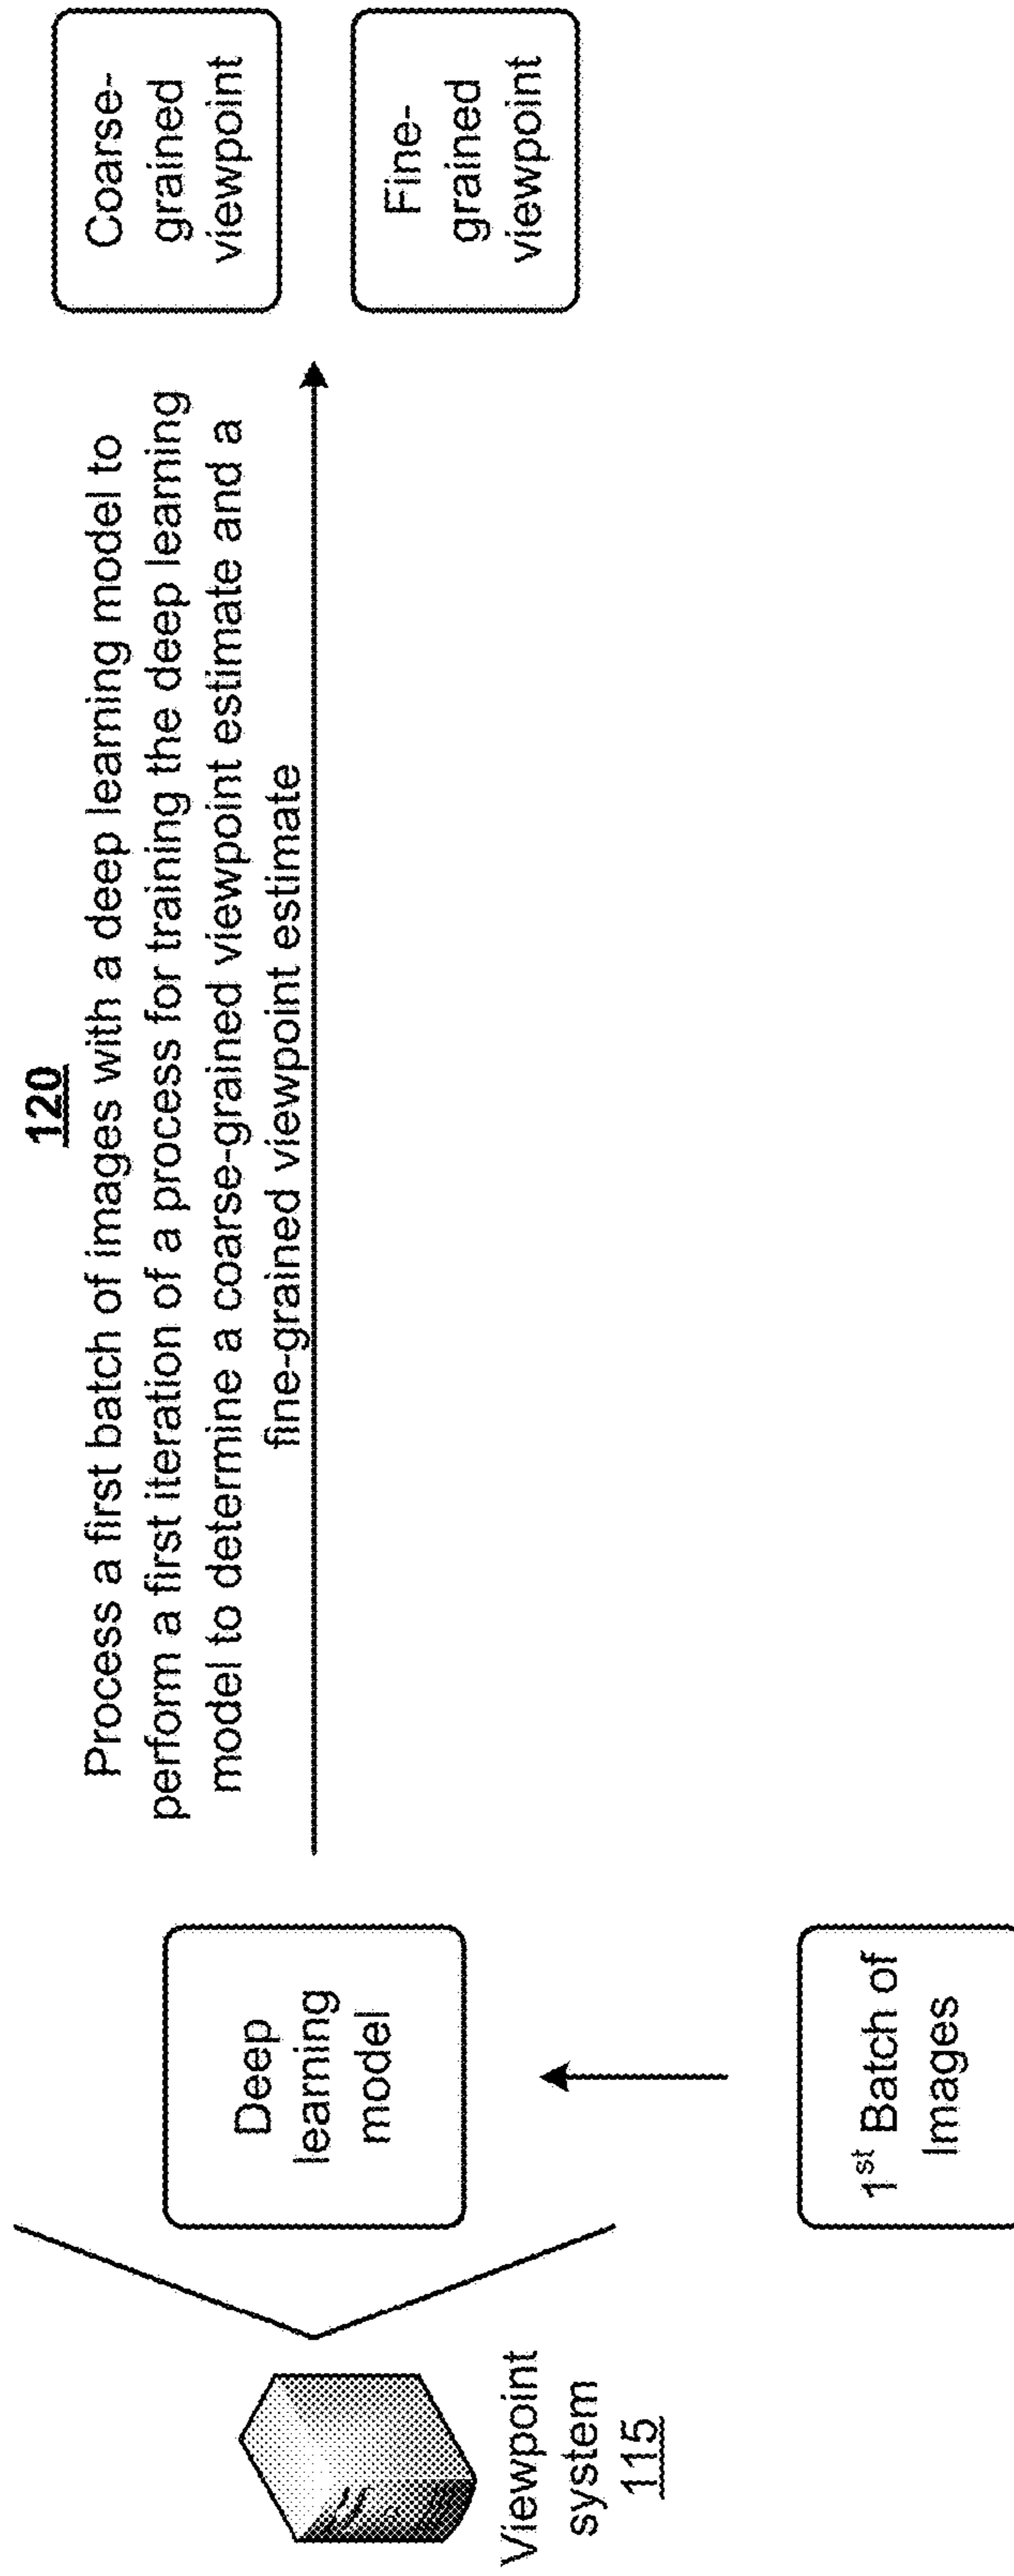 120
Process a first batch of images with a deep learning model to
perform a first iteration of a process for training the deep learning
model to determine a coarse-grained viewpoint estimate and a
fine-grained viewpoint estimate
Viewpoint
system
115
Deep
learning
model
1st Batch of
Images
Coarse-
grained
viewpoint
Fine-
grained
viewpoint